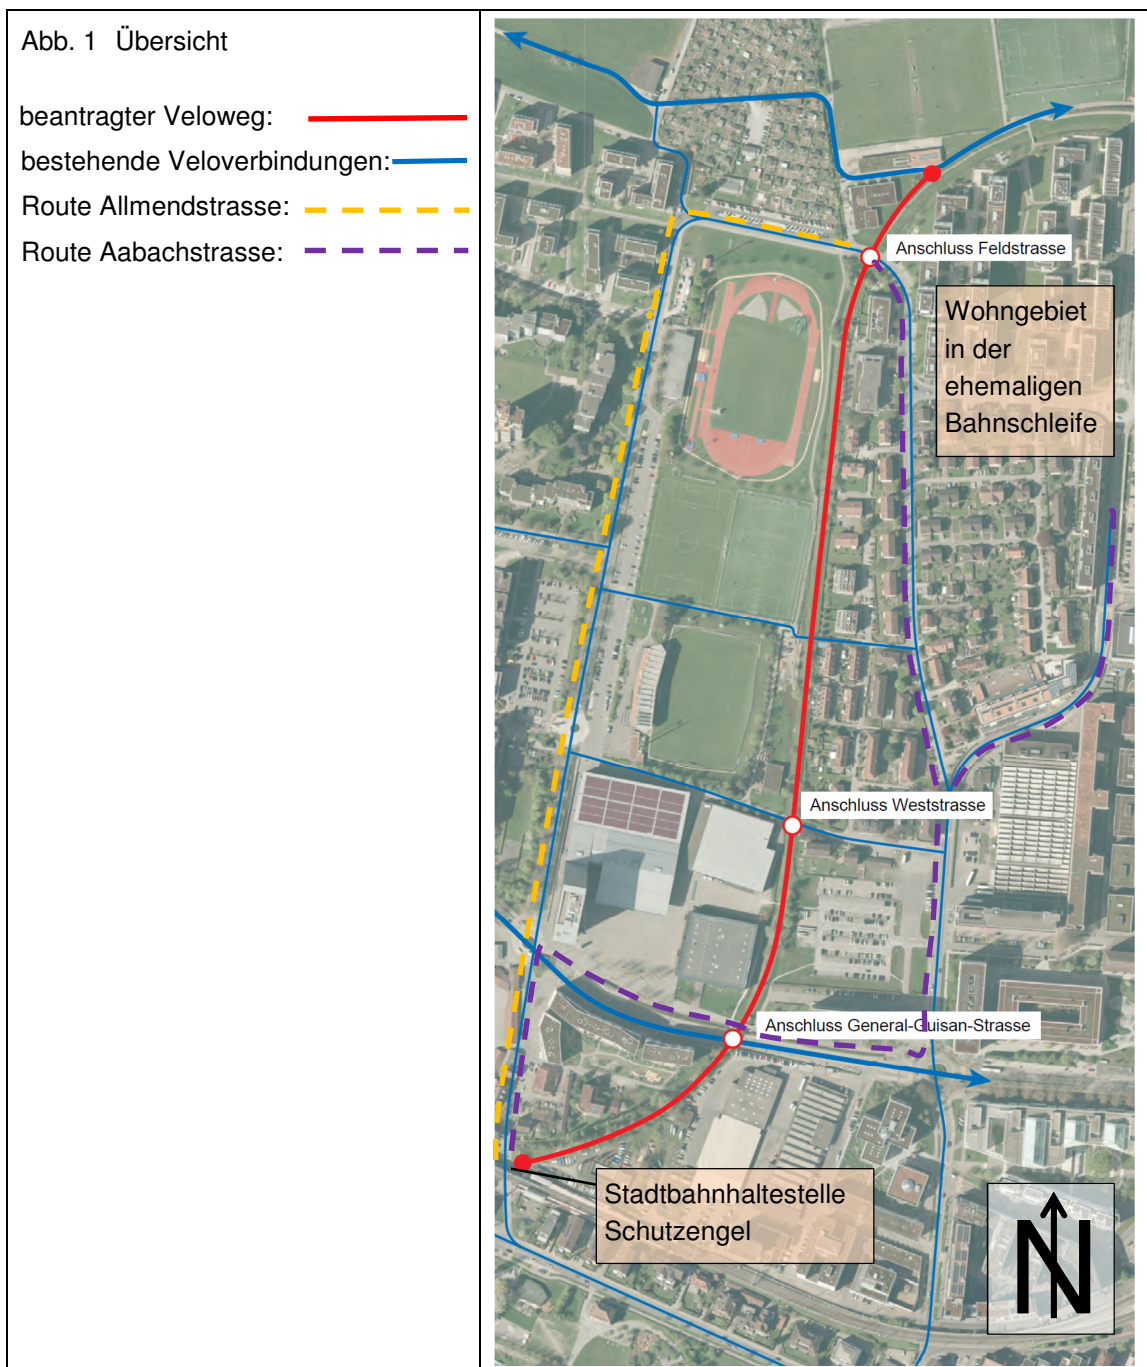 Abb. 1 Übersicht
beantragter Veloweg:
bestehende Veloverbindungen:
Route Allmendstrasse:
Route Aabachstrasse:
Anschluss Feldstrasse
Wohngebiet
in der
ehemaligen
Bahnschleife
Anschluss Weststrasse
Anschluss General-Guisan-Strasse
Stadtbahnhaltestelle
Schutzengel
N